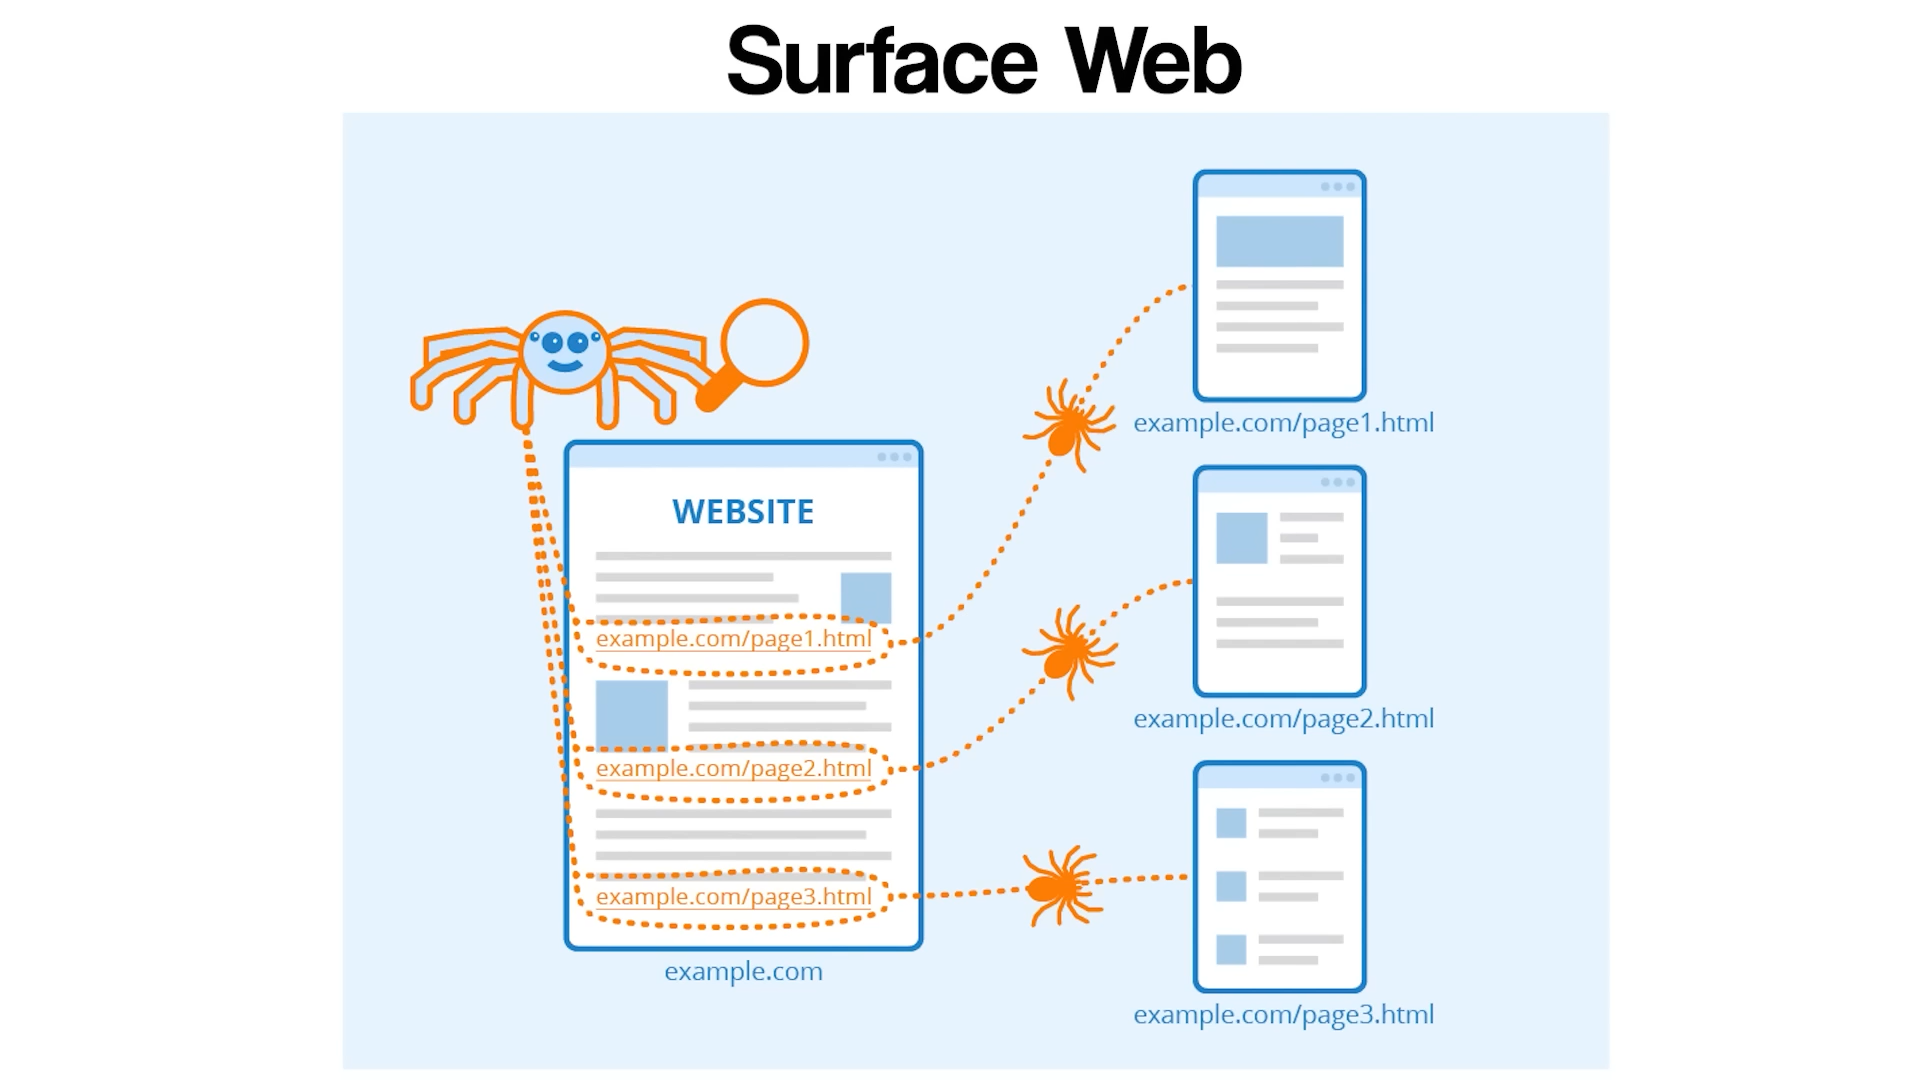 Surface Web
WEBSITE
example.com/page1.html
example.com/page2.html
example.com/page3.html
example.com
example.com/page1.html
example.com/page2.html
example.com/page3.html